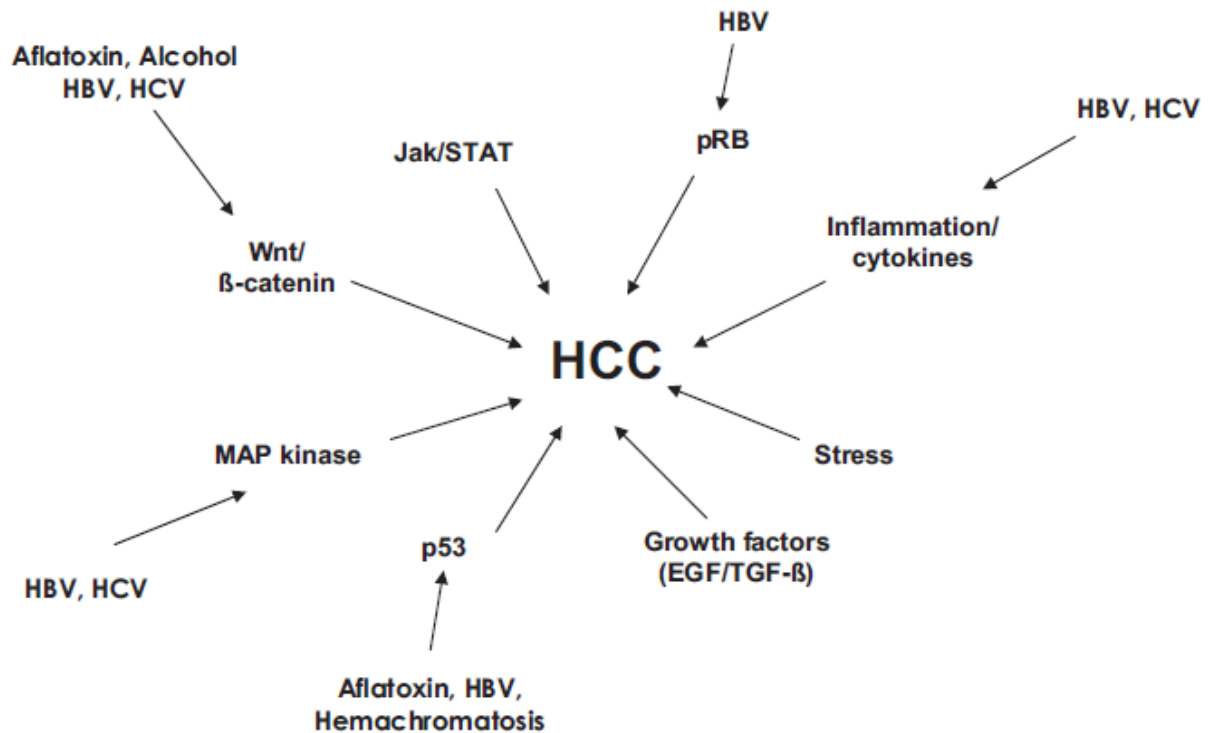 HBV
Aflatoxin, Alcohol
HBV, HCV
HBV, HCV
Jak/STAT
pRB
Inflammation/
cytokines
Wnt/
ß-catenin
HCC
MAP kinase
Stress
p53
Growth factors
(EGF/TGF-ß)
HBV, HCV
Aflatoxin, HBV,
Hemachromatosis